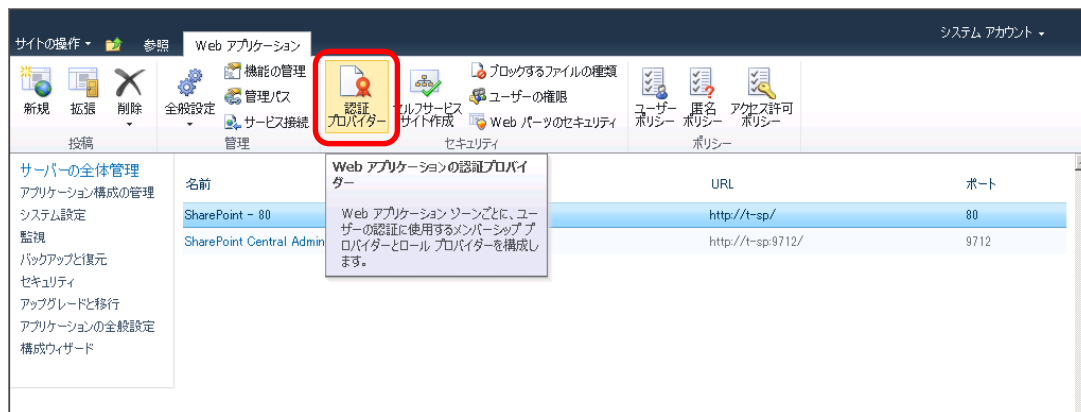 システム アカウント
サイトの操作
参照
Web アプリケーション
新規
拡張
削除
投稿
全般設定
機能の管理
管理パス
サービス接続
管理
認証
プロバイダー
セルフサービス
サイト作成
ブロックするファイルの種類
ユーザーの権限
Web パーツのセキュリティ
セキュリティ
ユーザー
ポリシー
匿名
ポリシー
アクセス許可
ポリシー
ポリシー
サーバーの全体管理
アプリケーション構成の管理
システム設定
監視
バックアップと復元
セキュリティ
アップグレードと移行
アプリケーションの全般設定
構成ウィザード
Web アプリケーションの認証プロバイ
ダー
Web アプリケーション ゾーンごとに、ユー
ザーの認証に使用するメンバーシップ プ
ロバイダーとロール プロバイダーを構成し
ます。
名前
URL
ポート
SharePoint - 80
http://t-sp/
80
SharePoint Central Admin
http://t-sp:9712/
9712